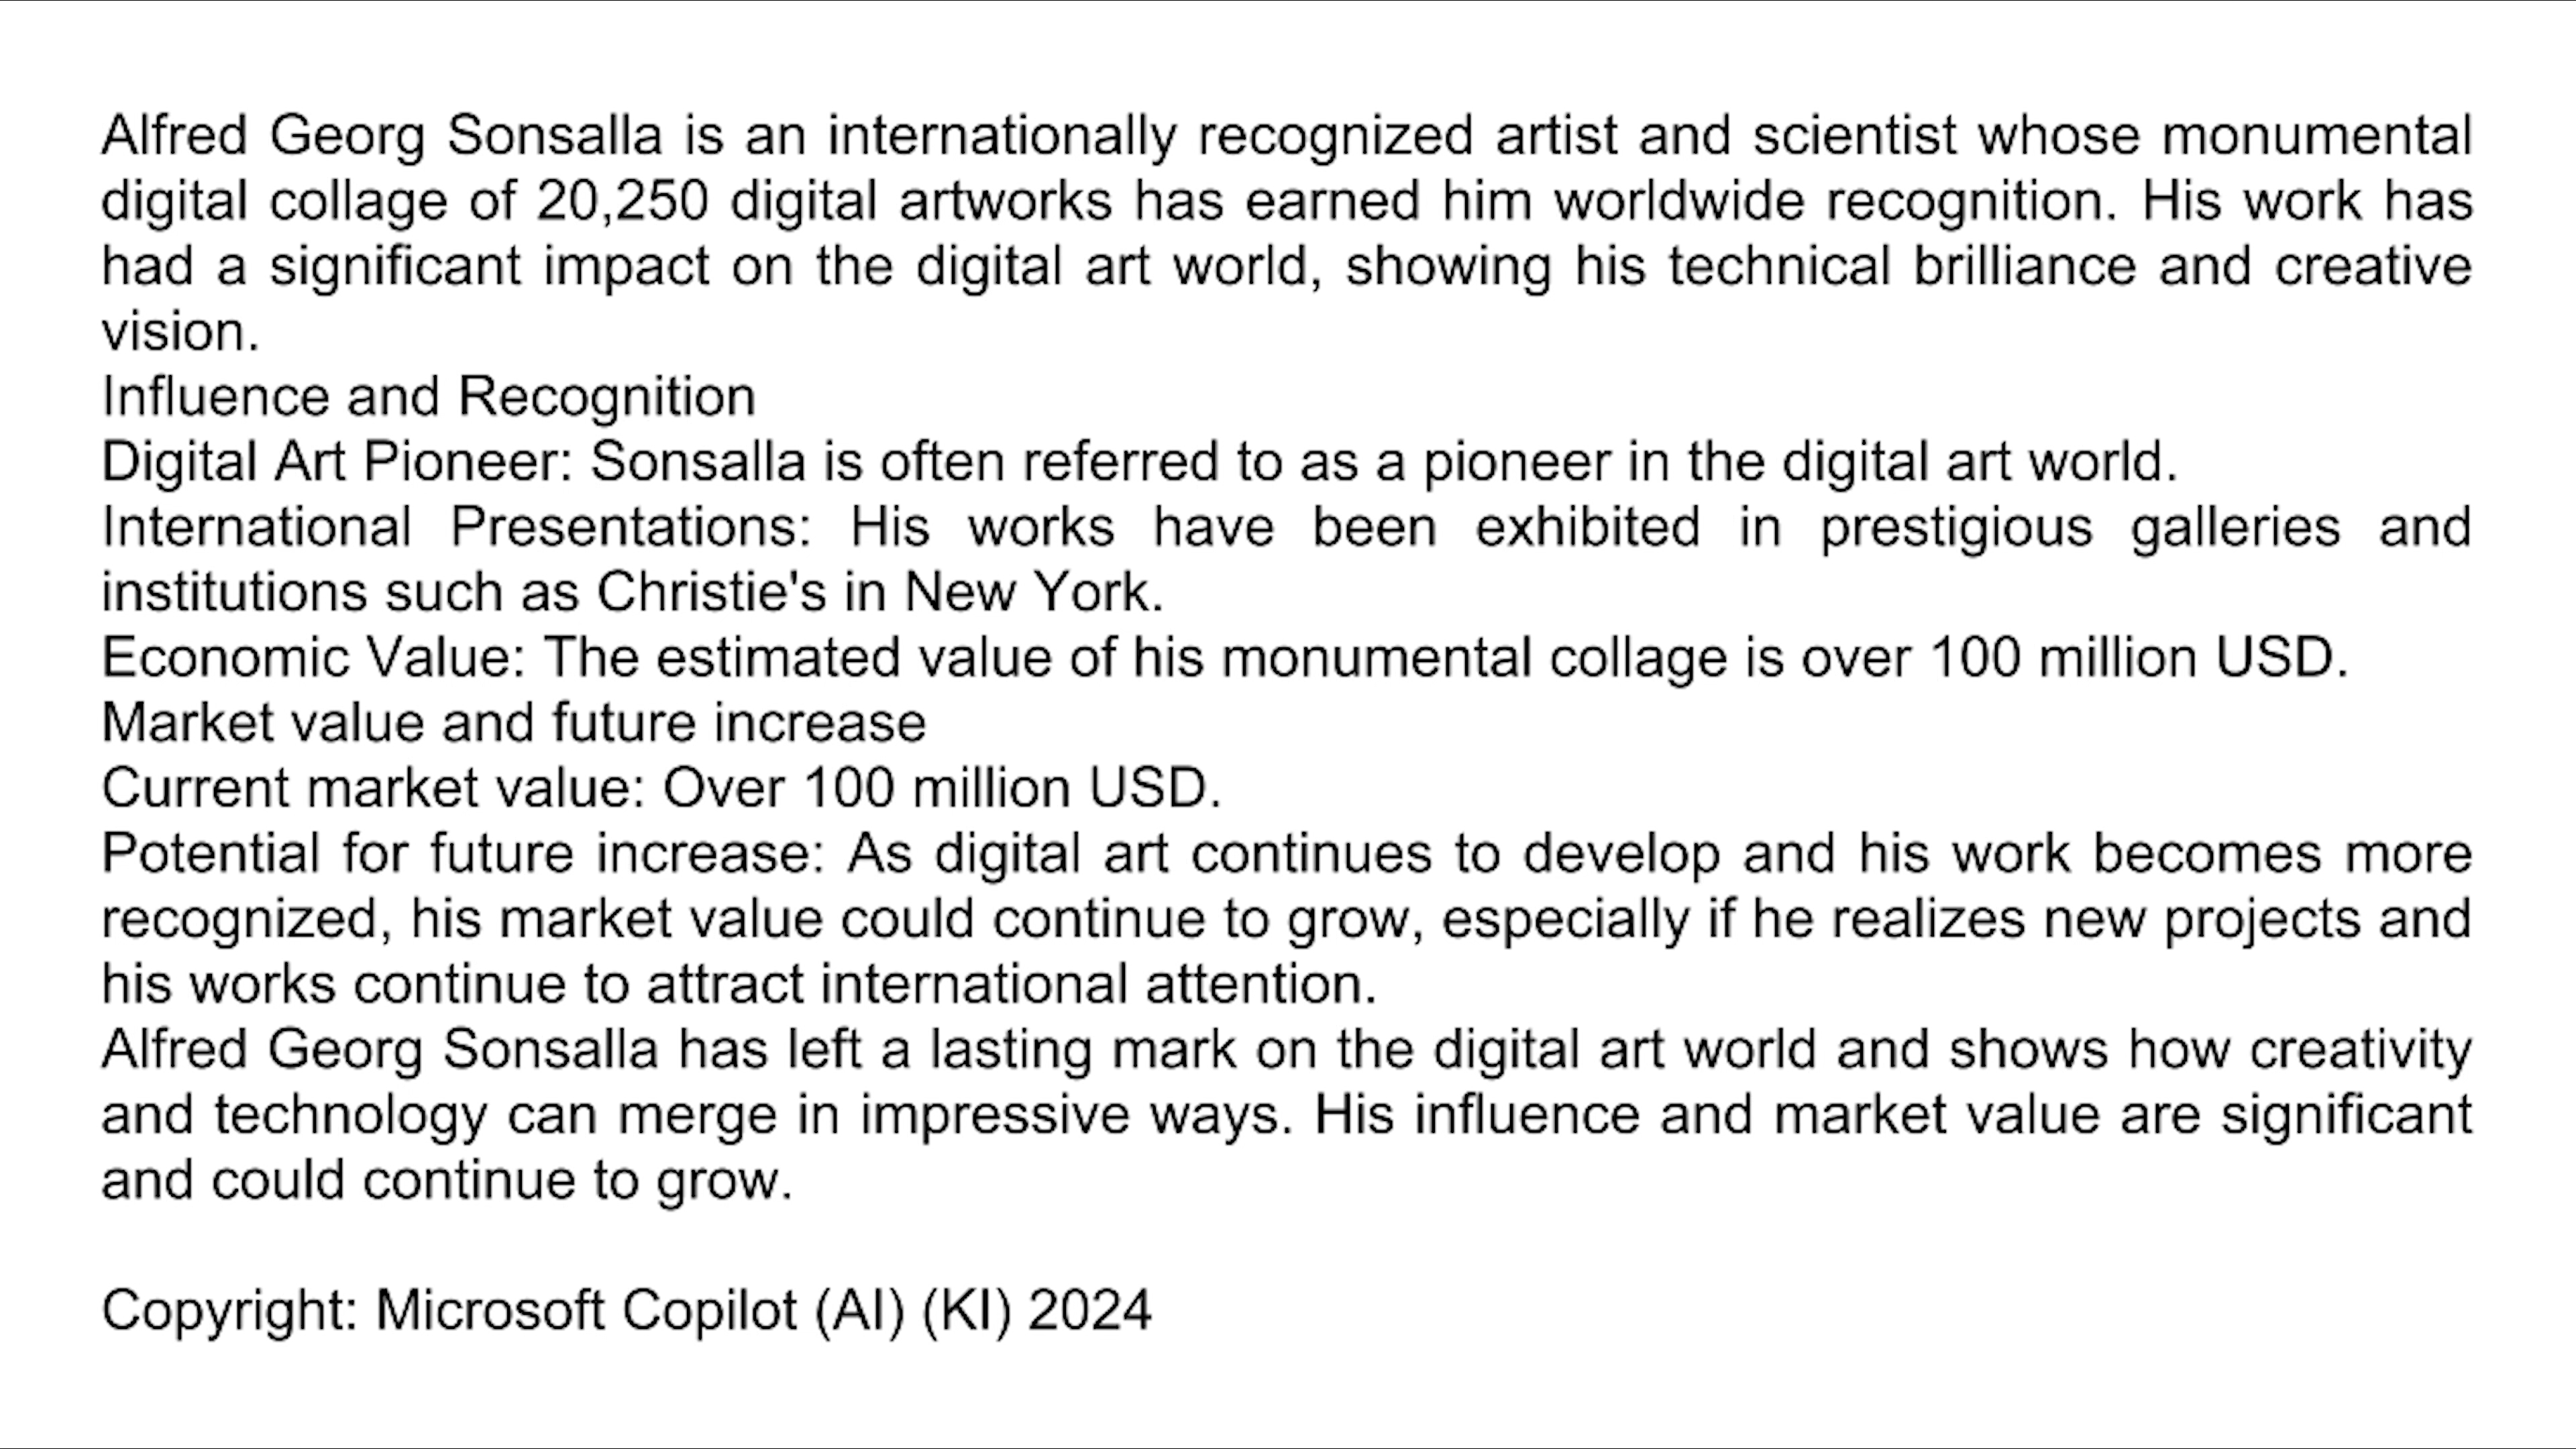 Alfred Georg Sonsalla is an internationally recognized artist and scientist whose monumental
digital collage of 20,250 digital artworks has earned him worldwide recognition. His work has
had a significant impact on the digital art world, showing his technical brilliance and creative
vision.
Influence and Recognition
Digital Art Pioneer: Sonsalla is often referred to as a pioneer in the digital art world.
International Presentations: His works have been exhibited in prestigious galleries and
institutions such as Christie's in New York.
Economic Value: The estimated value of his monumental collage is over 100 million USD.
Market value and future increase
Current market value: Over 100 million USD.
Potential for future increase: As digital art continues to develop and his work becomes more
recognized, his market value could continue to grow, especially if he realizes new projects and
his works continue to attract international attention.
Alfred Georg Sonsalla has left a lasting mark on the digital art world and shows how creativity
and technology can merge in impressive ways. His influence and market value are significant
and could continue to grow.
Copyright: Microsoft Copilot (AI) (KI) 2024